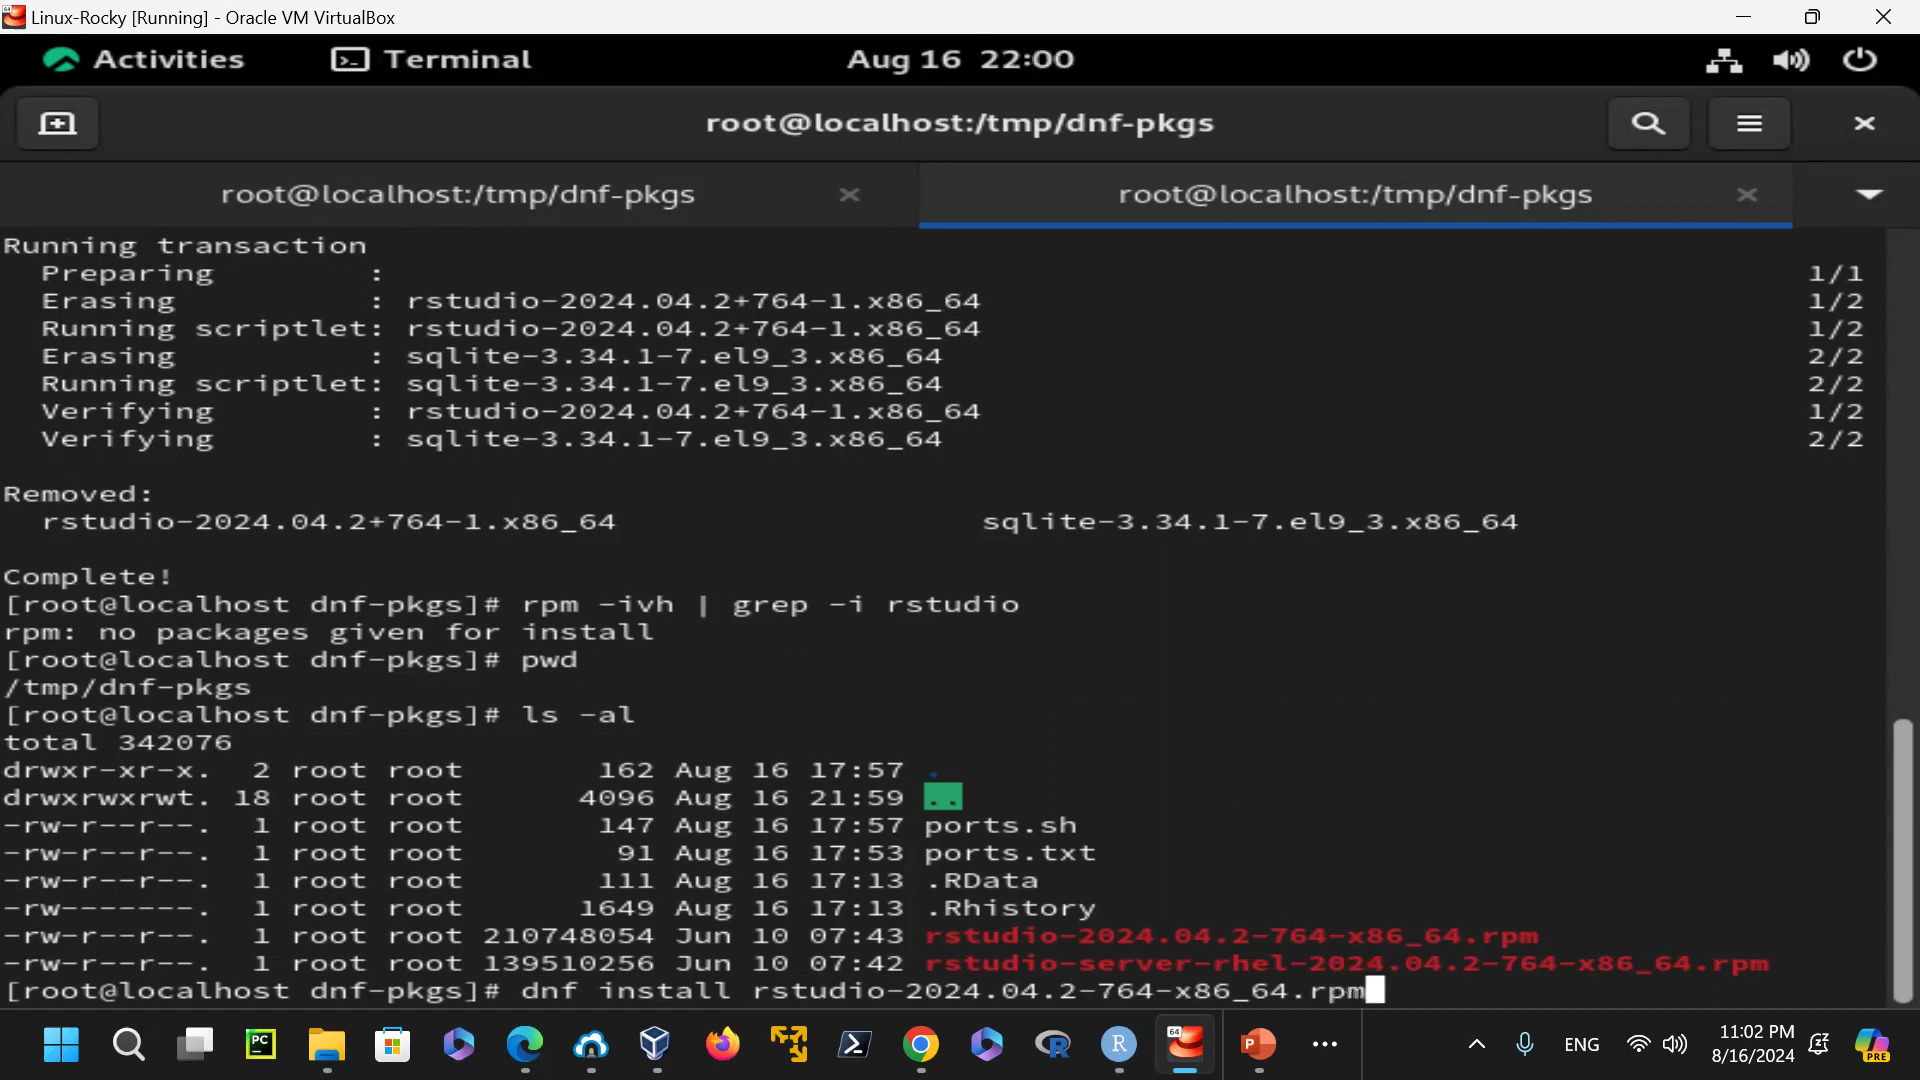 Linux-Rocky [Running] - Oracle VM VirtualBox
Activities Terminal Aug 16 22:00
root@localhost:/tmp/dnf-pkgs
root@localhost:/tmp/dnf-pkgs root@localhost:/tmp/dnf-pkgs
Running transaction
  Preparing        : 1/1
  Erasing          : rstudio-2024.04.2+764-1.x86_64 1/2
  Running scriptlet: rstudio-2024.04.2+764-1.x86_64 1/2
  Erasing          : sqlite-3.34.1-7.el9_3.x86_64 2/2
  Running scriptlet: sqlite-3.34.1-7.el9_3.x86_64 2/2
  Verifying        : rstudio-2024.04.2+764-1.x86_64 1/2
  Verifying        : sqlite-3.34.1-7.el9_3.x86_64 2/2
Removed:
  rstudio-2024.04.2+764-1.x86_64 sqlite-3.34.1-7.el9_3.x86_64
Complete!
[root@localhost dnf-pkgs]# rpm -ivh | grep -i rstudio
rpm: no packages given for install
[root@localhost dnf-pkgs]# pwd
/tmp/dnf-pkgs
[root@localhost dnf-pkgs]# ls -al
total 342076
drwxr-xr-x.  2 root root       162 Aug 16 17:57 .
drwxrwxrwt. 18 root root      4096 Aug 16 21:59 ..
-rw-r--r--.  1 root root       147 Aug 16 17:57 ports.sh
-rw-r--r--.  1 root root        91 Aug 16 17:53 ports.txt
-rw-r--r--.  1 root root       111 Aug 16 17:13 .RData
-rw-------.  1 root root      1649 Aug 16 17:13 .Rhistory
-rw-r--r--.  1 root root 210748054 Jun 10 07:43 rstudio-2024.04.2-764-x86_64.rpm
-rw-r--r--.  1 root root 139510256 Jun 10 07:42 rstudio-server-rhel-2024.04.2-764-x86_64.rpm
[root@localhost dnf-pkgs]# dnf install rstudio-2024.04.2-764-x86_64.rpm
PC R R 64 P ENG 11:02 PM PRE
8/16/2024